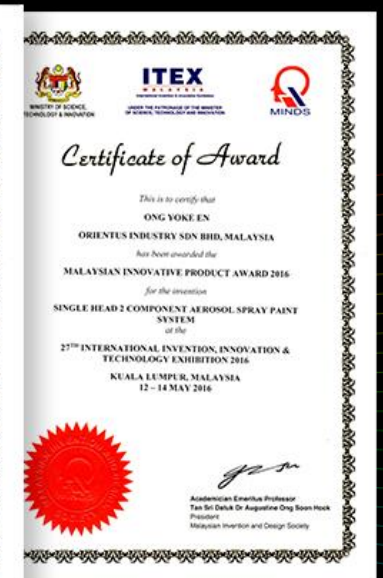 ITEX
MALAYSIA
International Invention & Innovation Exhibition
MINISTRY OF SCIENCE,
TECHNOLOGY & INNOVATION
UNDER THE PATRONAGE OF THE MINISTER
OF SCIENCE, TECHNOLOGY AND INNOVATION
MINDS
Certificate of Award
This is to certify that
ONG YOKE EN
ORIENTUS INDUSTRY SDN BHD, MALAYSIA
has been awarded the
MALAYSIAN INNOVATIVE PRODUCT AWARD 2016
for the invention
SINGLE HEAD 2 COMPONENT AEROSOL SPRAY PAINT
SYSTEM
at the
27TH INTERNATIONAL INVENTION, INNOVATION &
TECHNOLOGY EXHIBITION 2016
KUALA LUMPUR, MALAYSIA
12 – 14 MAY 2016
Academician Emeritus Professor
Tan Sri Datuk Dr Augustine Ong Soon Hock
President
Malaysian Invention and Design Society